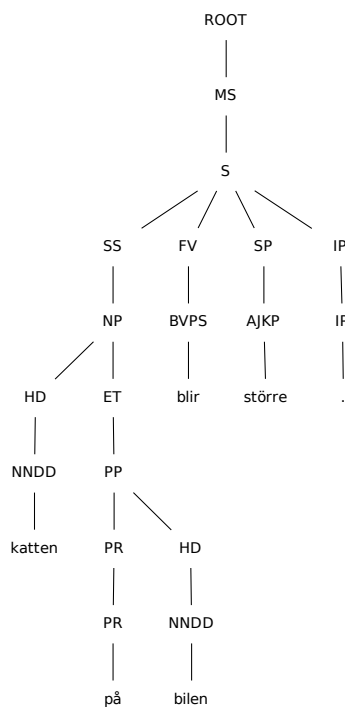 ROOT
MS
S
SS FV SP IP
NP BVPS AJKP IP
HD ET blir större .
NNDD PP
katten PR HD
PR NNDD
på bilen